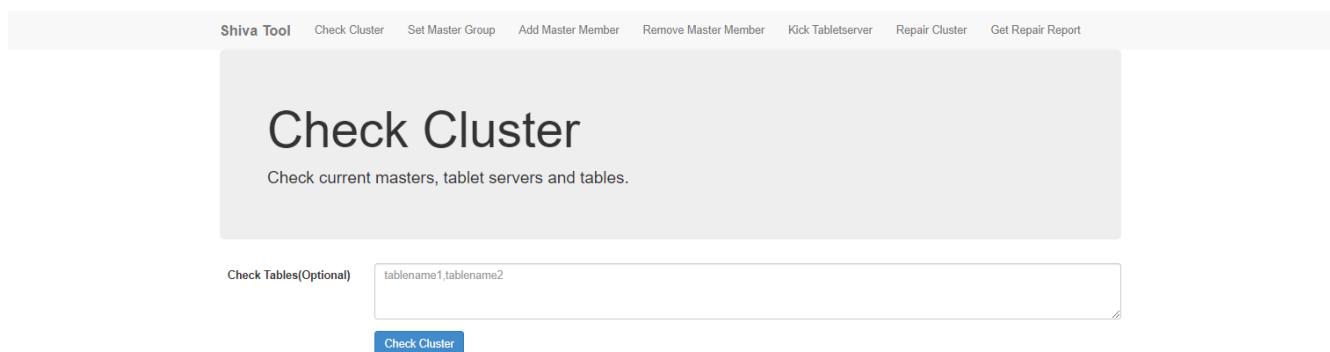 Shiva Tool Check Cluster Set Master Group Add Master Member Remove Master Member Kick Tabletserver Repair Cluster Get Repair Report
Check Cluster
Check current masters, tablet servers and tables.
Check Tables(Optional) tablename1,tablename2
Check Cluster